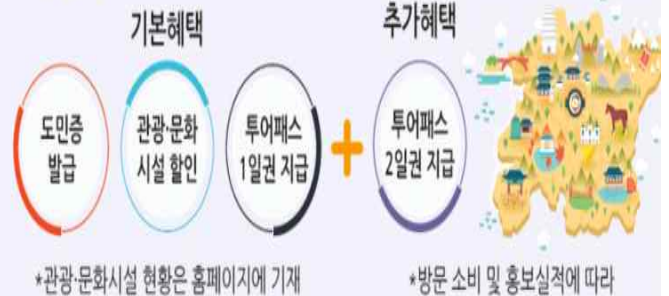 기본혜택
추가혜택
도민증
발급
관광·문화
시설 할인
투어패스
1일권 지급
+
투어패스
2일권 지급
*관광·문화시설 현황은 홈페이지에 기재
*방문 소비 및 홍보실적에 따라